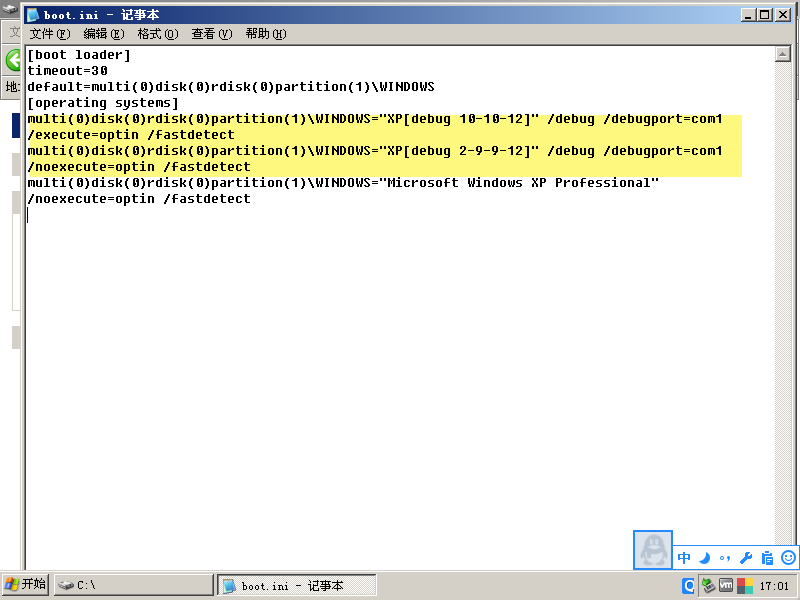 boot.ini - 记事本
文件(F) 编辑(E) 格式(O) 查看(V) 帮助(H)
[boot loader]
timeout=30
default=multi(0)disk(0)rdisk(0)partition(1)\WINDOWS
[operating systems]
multi(0)disk(0)rdisk(0)partition(1)\WINDOWS="XP[debug 10-10-12]" /debug /debugport=com1
/execute=optin /fastdetect
multi(0)disk(0)rdisk(0)partition(1)\WINDOWS="XP[debug 2-9-9-12]" /debug /debugport=com1
/noexecute=optin /fastdetect
multi(0)disk(0)rdisk(0)partition(1)\WINDOWS="Microsoft Windows XP Professional"
/noexecute=optin /fastdetect
中
开始 C:\ boot.ini - 记事本 vm 17:01